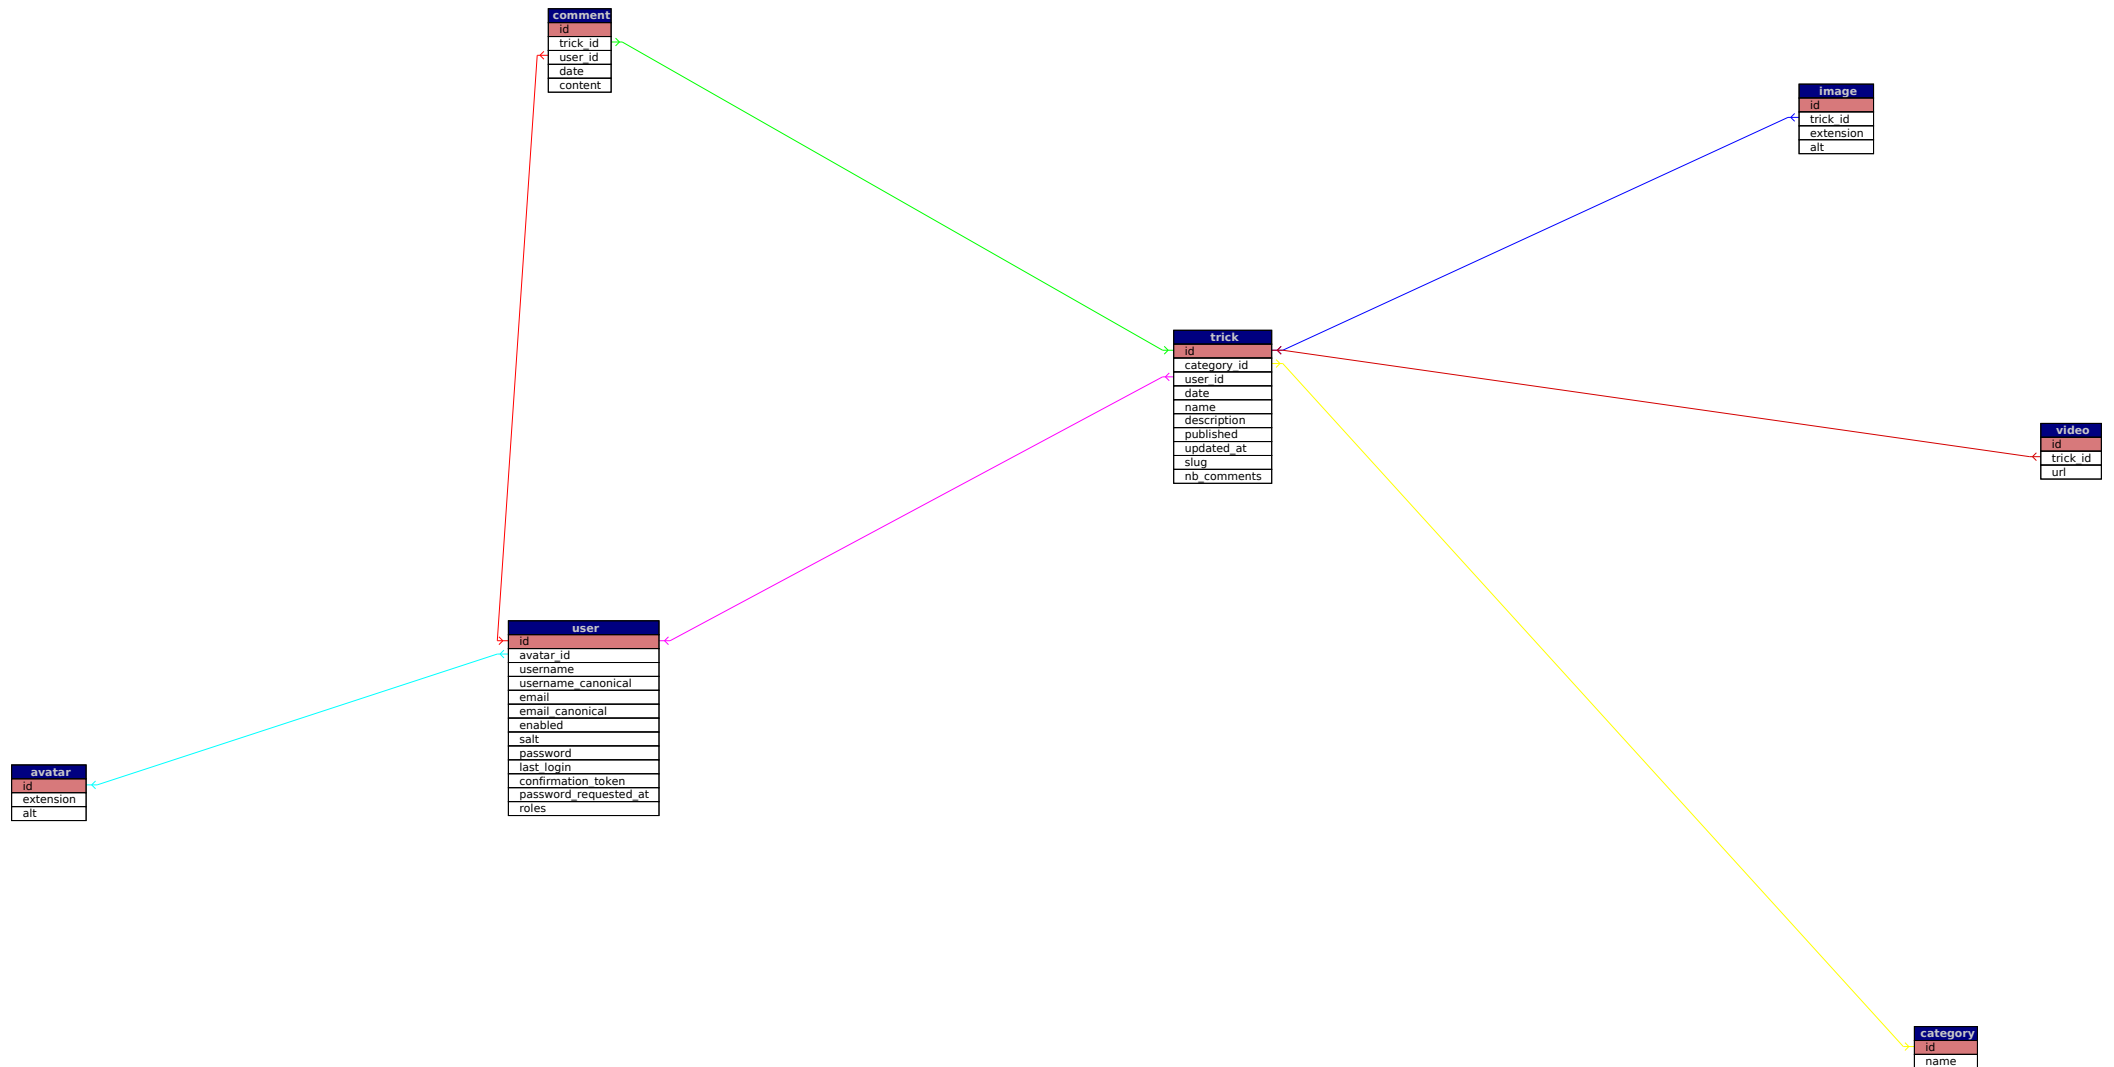 comment
id
trick_id
user_id
date
content
image
id
trick_id
extension
alt
trick
id
category_id
user_id
date
name
description
published
updated_at
slug
nb_comments
video
id
trick_id
url
user
id
avatar_id
username
username_canonical
email
email_canonical
enabled
salt
password
last_login
confirmation_token
password_requested_at
roles
avatar
id
extension
alt
category
id
name